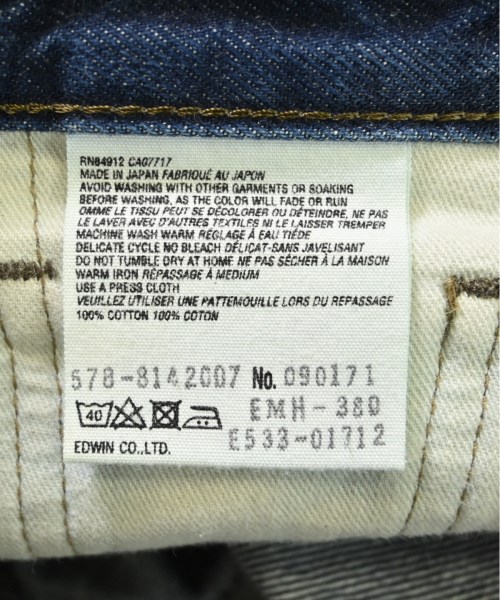 RN84912 CA07717
MADE IN JAPAN FABRIQUÉ AU JAPON
AVOID WASHING WITH OTHER GARMENTS OR SOAKING
BEFORE WASHING, AS THE COLOR WILL FADE OR RUN
OMME LE TISSU PEUT SE DÉCOLORER OU DÉTEINDRE, NE PAS
LE LAVER AVEC D'AUTRES TEXTILES NI LE LAISSER TREMPER
MACHINE WASH WARM RÉGLAGE À EAU TIÈDE
DELICATE CYCLE NO BLEACH DÉLICAT-SANS JAVELISANT
DO NOT TUMBLE DRY AT HOME NE PAS SÉCHER À LA MAISON
WARM IRON RÉPASSAGE À MEDIUM
USE A PRESS CLOTH
VEUILLEZ UTILISER UNE PATTEMOUILLE LORS DU REPASSAGE
100% COTTON 100% COTON
578-8142007 No. 090171
40 EMH-380
E533-01712
EDWIN CO.,LTD.